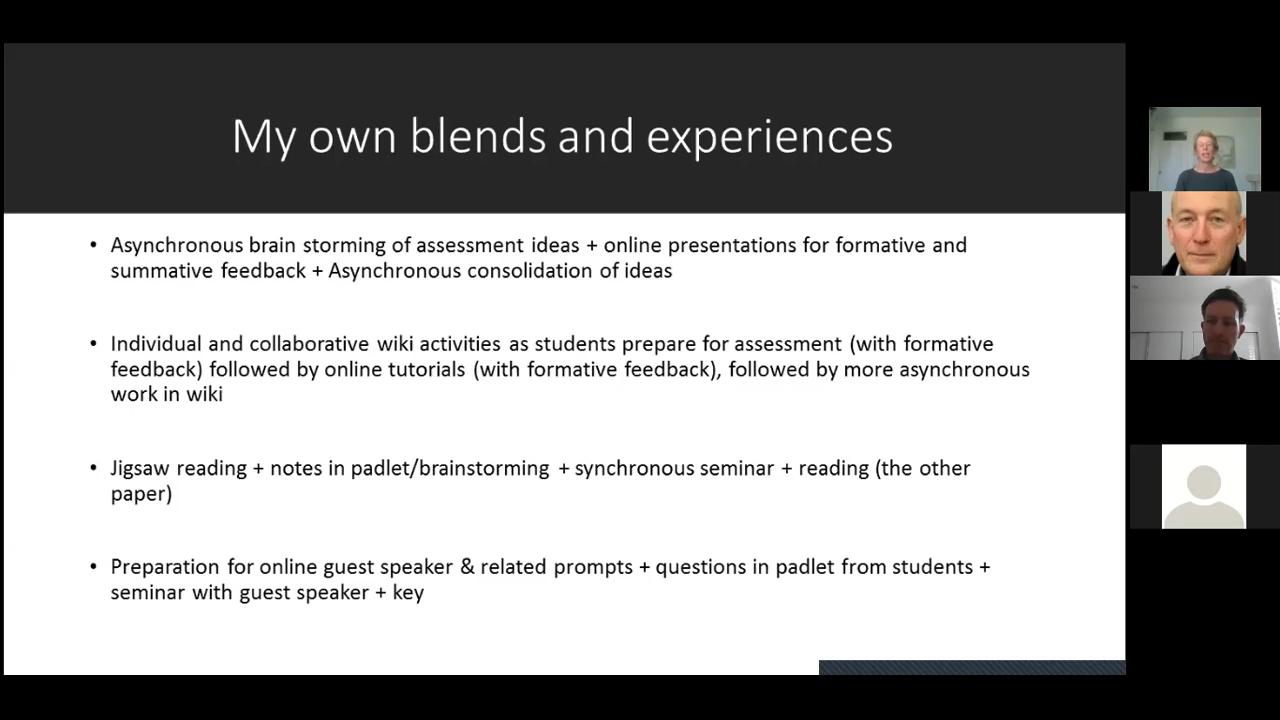 My own blends and experiences
• Asynchronous brain storming of assessment ideas + online presentations for formative and
summative feedback + Asynchronous consolidation of ideas
• Individual and collaborative wiki activities as students prepare for assessment (with formative
feedback) followed by online tutorials (with formative feedback), followed by more asynchronous
work in wiki
• Jigsaw reading + notes in padlet/brainstorming + synchronous seminar + reading (the other
paper)
• Preparation for online guest speaker & related prompts + questions in padlet from students +
seminar with guest speaker + key